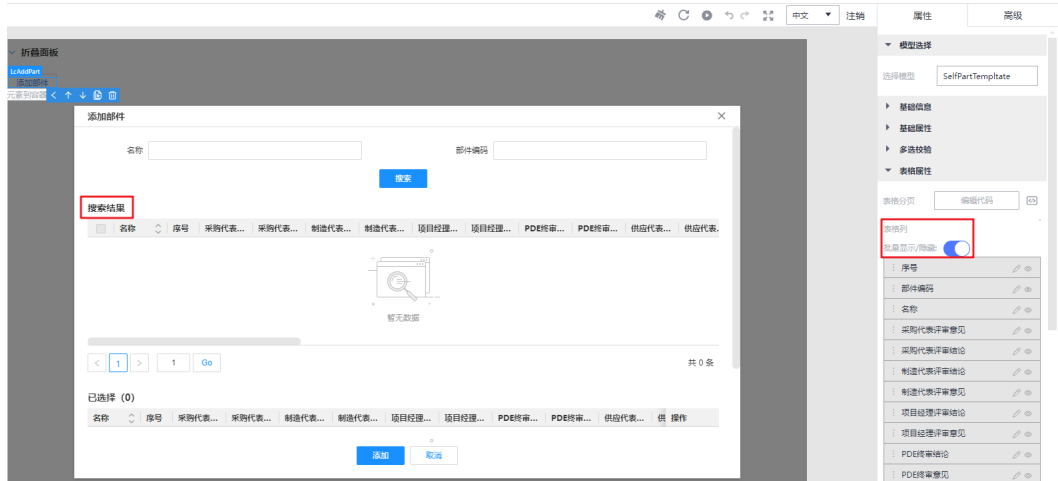 中文 注销 属性 高级
折叠面板
模型选择
LcAddPart
添加部件
选择模型 SelfPartTempltate
元素到容器
添加部件
基础信息
基础属性
名称 部件编码
多选校验
表格属性
搜索
搜索结果
表格分页 编辑代码
名称 序号 采购代表... 采购代表... 制造代表... 制造代表... 项目经理... 项目经理... PDE终审... PDE终审... 供应代表... 供应代表.
表格列
批量显示/隐藏:
序号
部件编码
名称
暂无数据
采购代表评审意见
采购代表评审结论
< 1 > 1 Go 共 0 条
制造代表评审结论
制造代表评审意见
已选择 (0)
项目经理评审结论
名称 序号 采购代表... 采购代表... 制造代表... 制造代表... 项目经理... 项目经理... PDE终审... PDE终审... 供应代表... 供 操作
项目经理评审意见
添加 取消
PDE终审结论
PDE终审意见